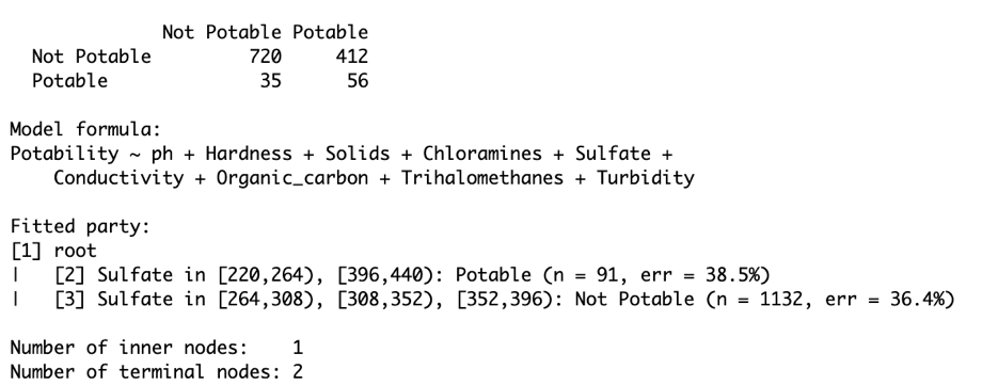 Not Potable Potable
Not Potable 720 412
Potable 35 56
Model formula:
Potability ~ ph + Hardness + Solids + Chloramines + Sulfate +
Conductivity + Organic_carbon + Trihalomethanes + Turbidity
Fitted party:
[1] root
| [2] Sulfate in [220,264), [396,440): Potable (n = 91, err = 38.5%)
| [3] Sulfate in [264,308), [308,352), [352,396): Not Potable (n = 1132, err = 36.4%)
Number of inner nodes: 1
Number of terminal nodes: 2